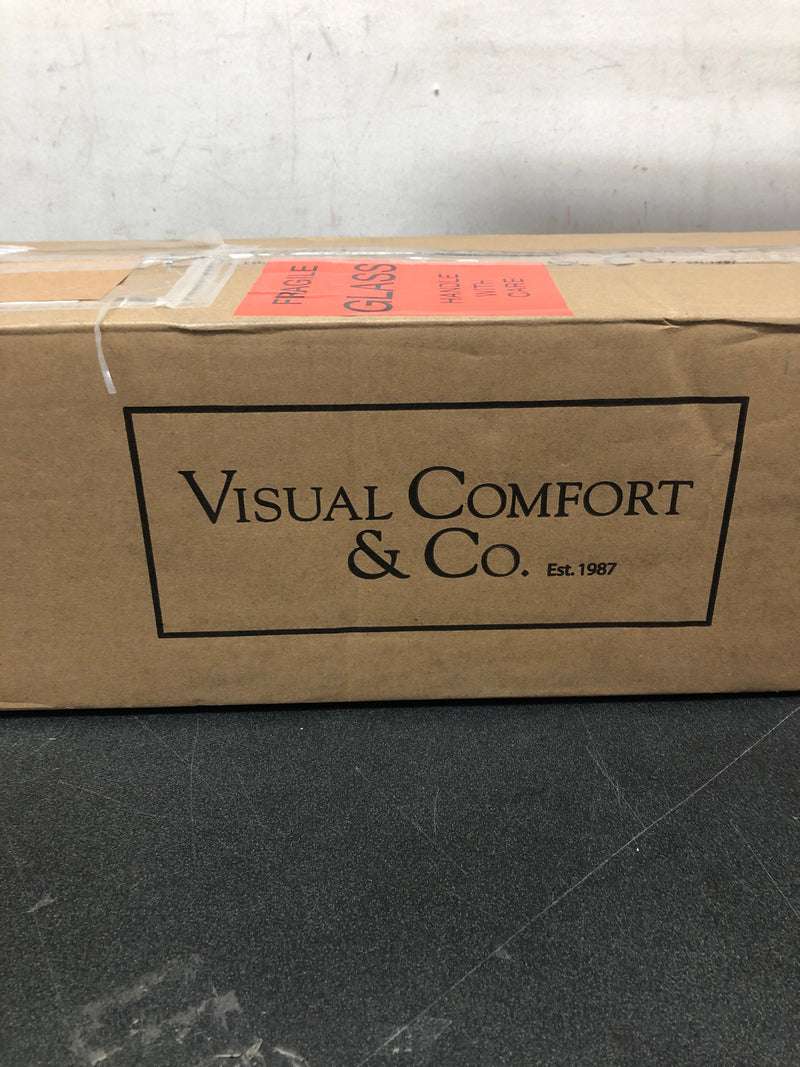 FRAGILE
GLASS
HANDLE
WITH
CARE
VISUAL COMFORT
& CO. Est. 1987